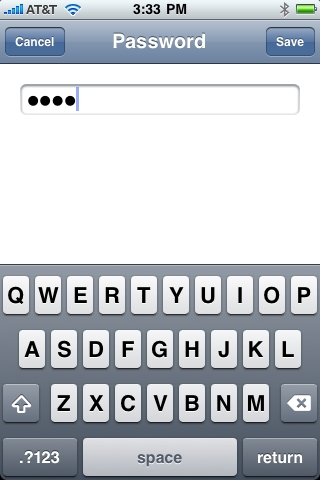 AT&T 3:33 PM
Cancel Password Save
••••
Q W E R T Y U I O P
A S D F G H J K L
Z X C V B N M
.?123 space return